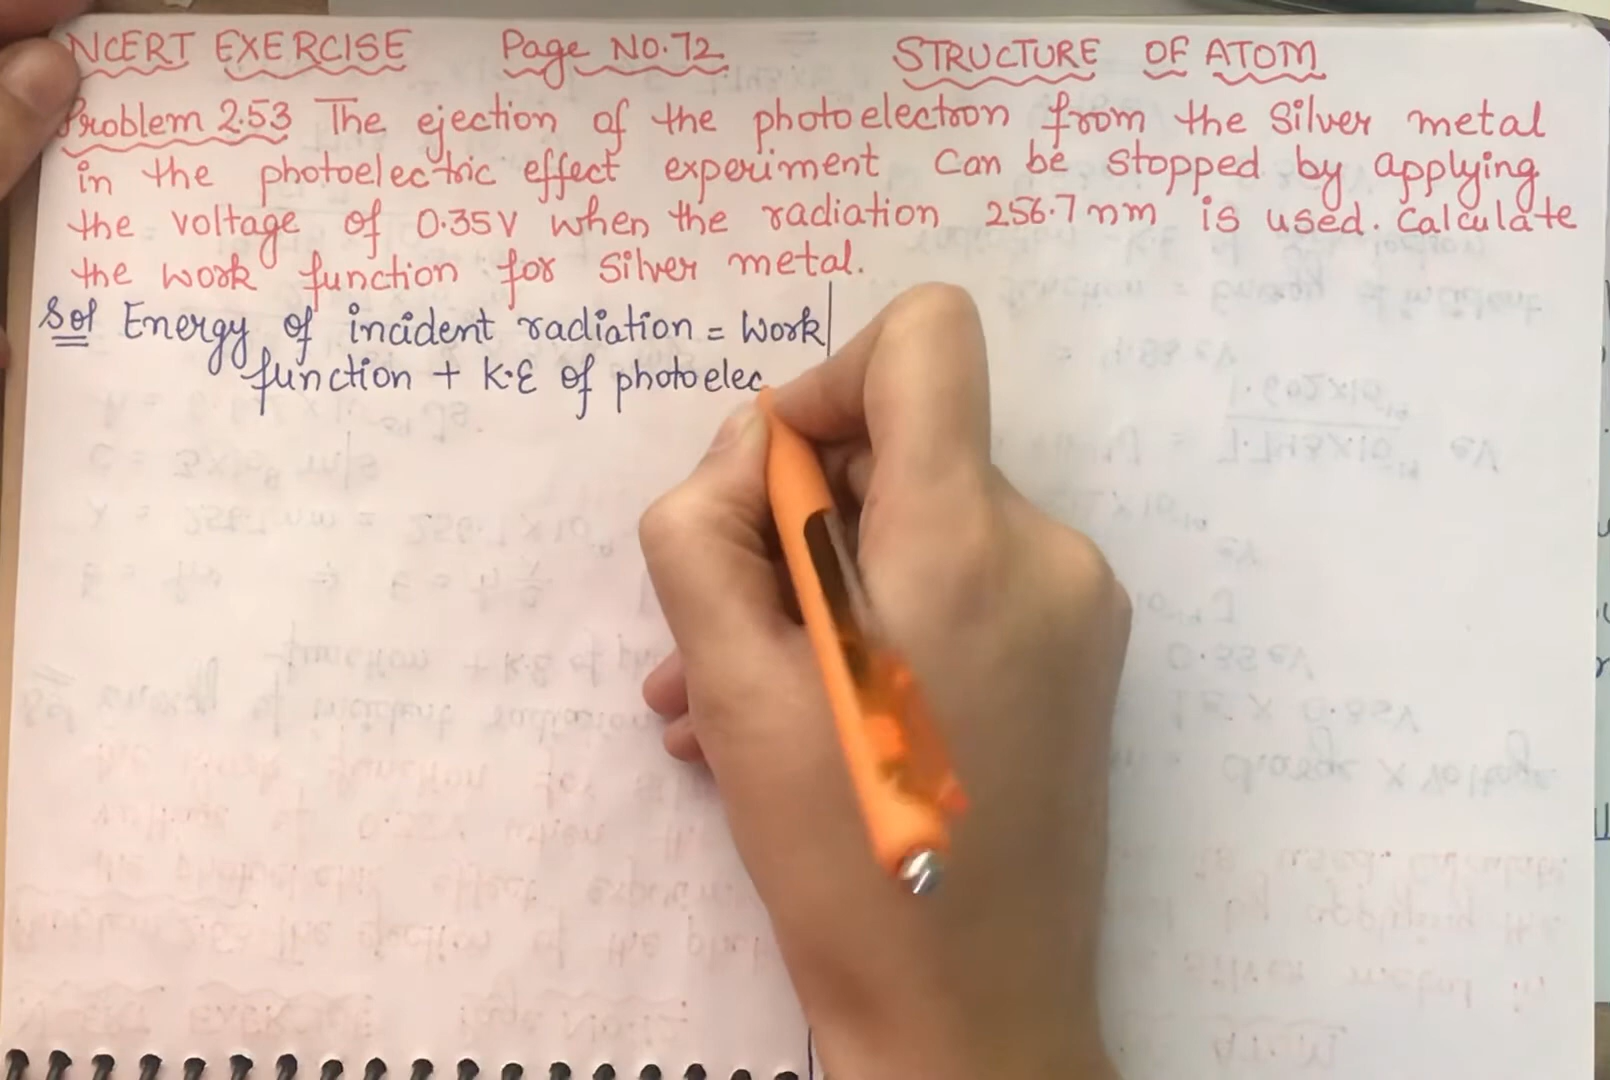 NCERT EXERCISE Page No.72 STRUCTURE OF ATOM
Problem 2.53 The ejection of the photoelectron from the Silver metal
in the photoelectric effect experiment can be stopped by applying
the voltage of 0.35V when the radiation 256.7nm is used. Calculate
the work function for silver metal.
Sol Energy of incident radiation = Work
function + K.E of photoelec